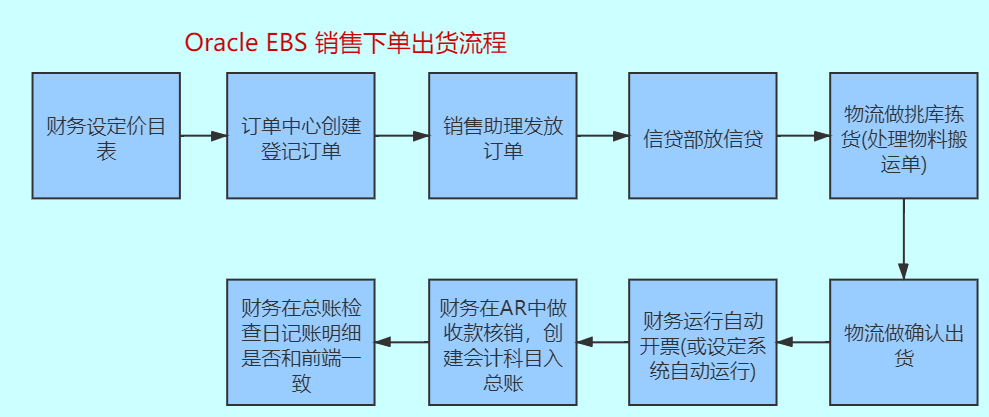 Oracle EBS 销售下单出货流程
财务设定价目
表
订单中心创建
登记订单
销售助理发放
订单
信贷部放信贷
物流做挑库拣
货(处理物料搬
运单)
物流做确认出
货
财务运行自动
开票(或设定系
统自动运行)
财务在AR中做
收款核销，创
建会计科目入
总账
财务在总账检
查日记账明细
是否和前端一
致